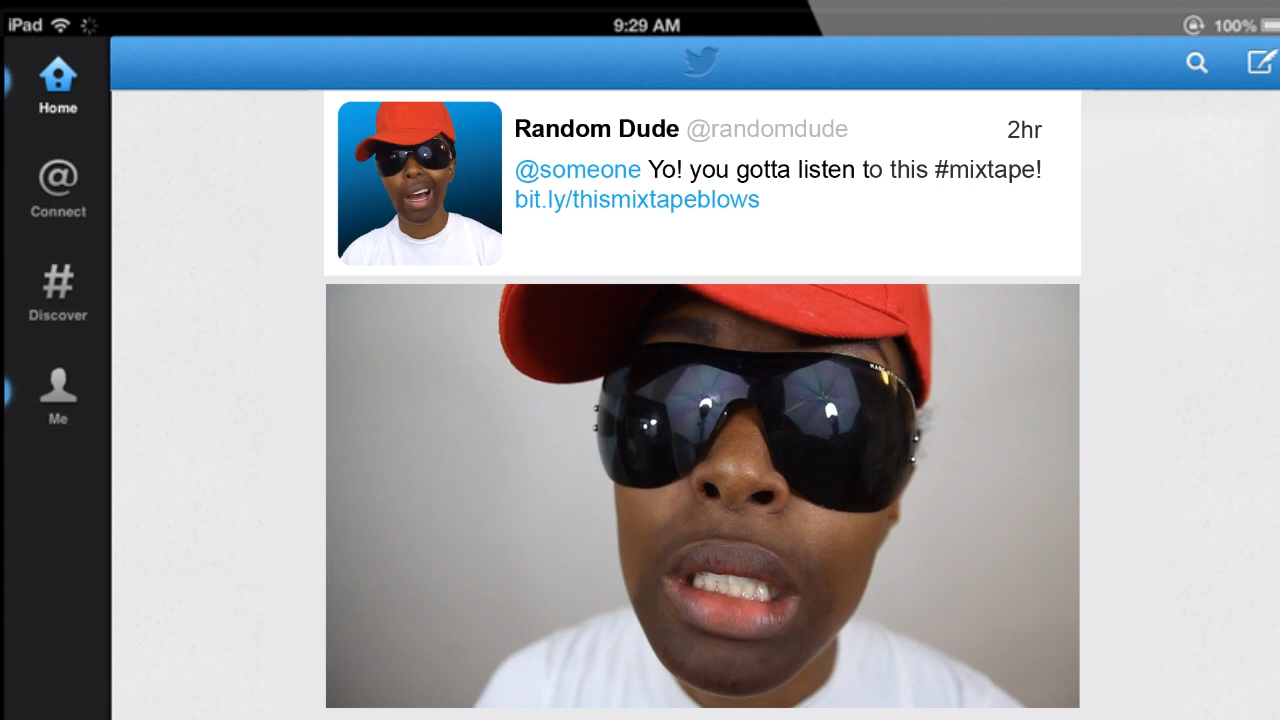 iPad 9:29 AM 100%
Home
Connect
Discover
Me
Random Dude @randomdude 2hr
@someone Yo! you gotta listen to this #mixtape!
bit.ly/thismixtapeblows